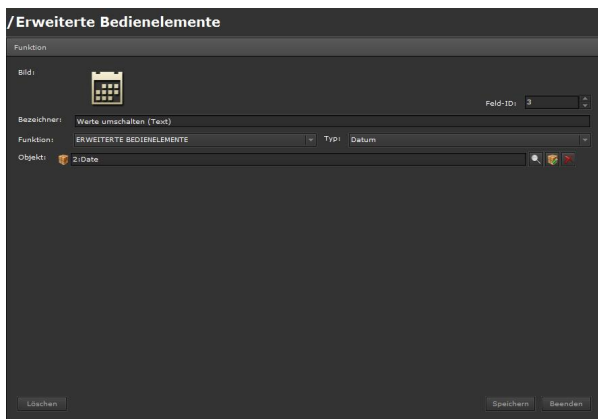 /Erweiterte Bedienelemente
Funktion
Bild:
Feld-ID: 3
Bezeichner: Werte umschalten (Text)
Funktion: ERWEITERTE BEDIENELEMENTE Typ: Datum
Objekt: 2:Date
Löschen Speichern Beenden